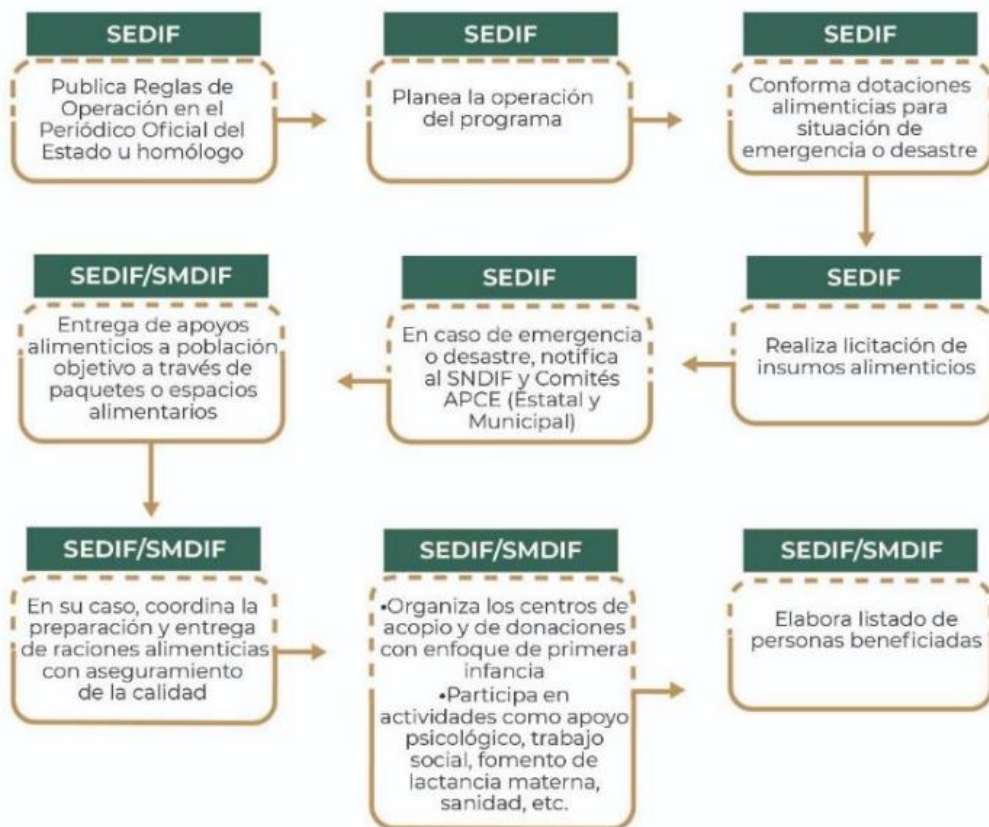 SEDIF
Publica Reglas de
Operación en el
Periódico Oficial del
Estado u homólogo
SEDIF
Planea la operación
del programa
SEDIF
Conforma dotaciones
alimenticias para
situación de
emergencia o desastre
SEDIF
Realiza licitación de
insumos alimenticios
SEDIF
En caso de emergencia
o desastre, notifica
al SNDIF y Comités
APCE (Estatal y
Municipal)
SEDIF/SMDIF
Entrega de apoyos
alimenticios a población
objetivo a través de
paquetes o espacios
alimentarios
SEDIF/SMDIF
En su caso, coordina la
preparación y entrega
de raciones alimenticias
con aseguramiento
de la calidad
SEDIF/SMDIF
•Organiza los centros de
acopio y de donaciones
con enfoque de primera
infancia
•Participa en
actividades como apoyo
psicológico, trabajo
social, fomento de
lactancia materna,
sanidad, etc.
SEDIF/SMDIF
Elabora listado de
personas beneficiadas